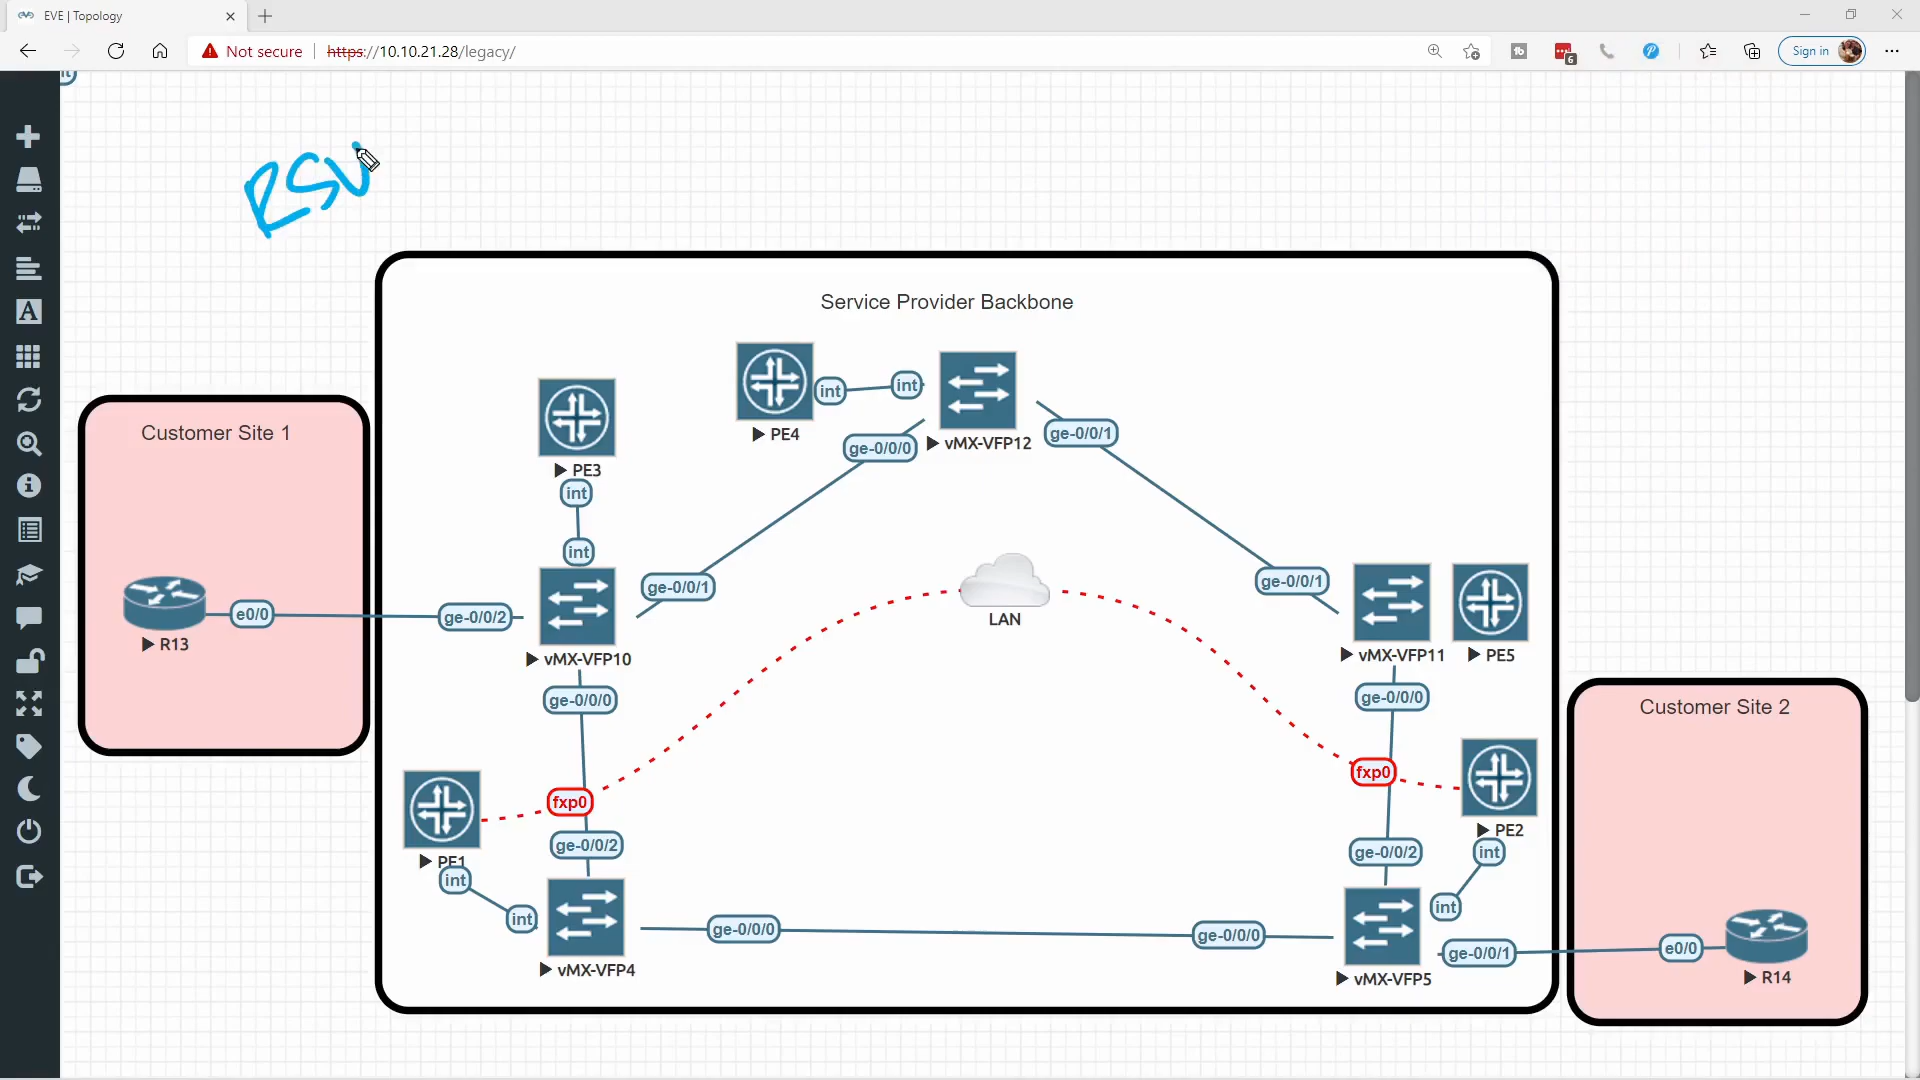 EVE | Topology
Not secure
https://10.10.21.28/legacy/
6
Sign in
RSV
Service Provider Backbone
int
int
PE4
ge-0/0/0
vMX-VFP12
ge-0/0/1
Customer Site 1
PE3
int
int
ge-0/0/1
LAN
ge-0/0/1
R13
e0/0
ge-0/0/2
vMX-VFP10
ge-0/0/0
vMX-VFP11
PE5
ge-0/0/0
Customer Site 2
fxp0
fxp0
PE1
int
int
ge-0/0/2
vMX-VFP4
ge-0/0/0
ge-0/0/0
ge-0/0/2
PE2
int
int
vMX-VFP5
ge-0/0/1
e0/0
R14